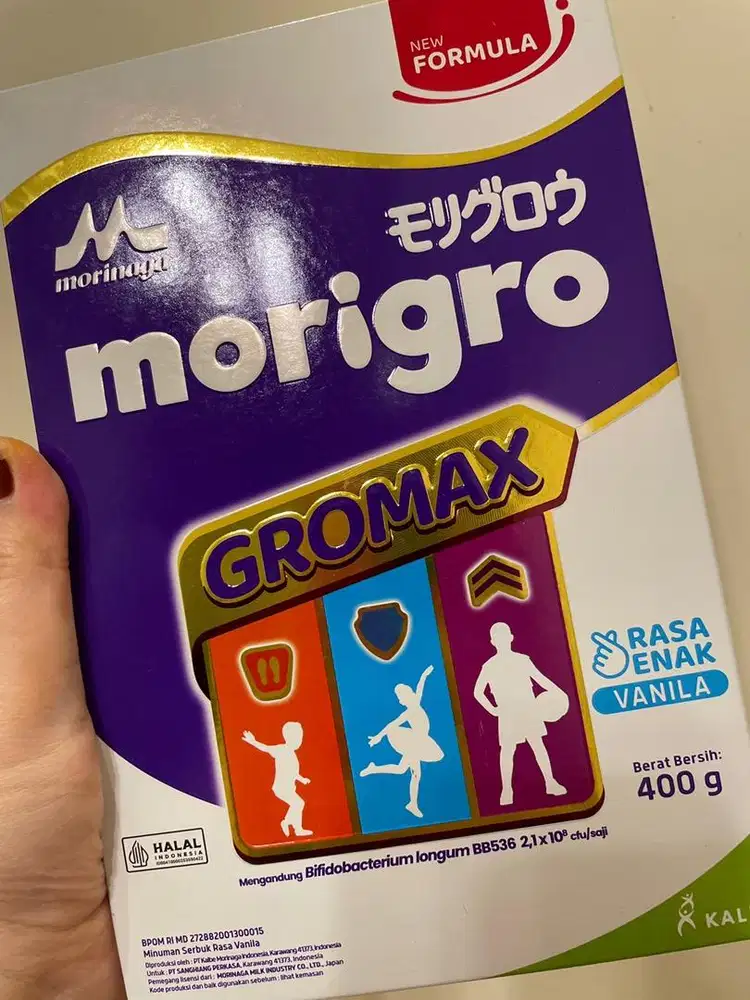 NEW
FORMULA
morinaga
モリグロウ
morigro
GROMAX
RASA
ENAK
VANILA
Berat Bersih:
400 g
HALAL
INDONESIA
Mengandung Bifidobacterium longum BB536 2,1 x 10⁸ cfu/saji
BPOM RI MD 272882001300015
Minuman Serbuk Rasa Vanila
Diproduksi oleh : PT Kalbe Morinaga Indonesia, Karawang 41373, Indonesia
Untuk : PT SANGHIANG PERKASA, Karawang 41373, Indonesia
Pemegang lisensi dari : MORINAGA MILK INDUSTRY CO., LTD., Japan
Kode produksi dan baik digunakan sebelum : lihat kemasan
KAL